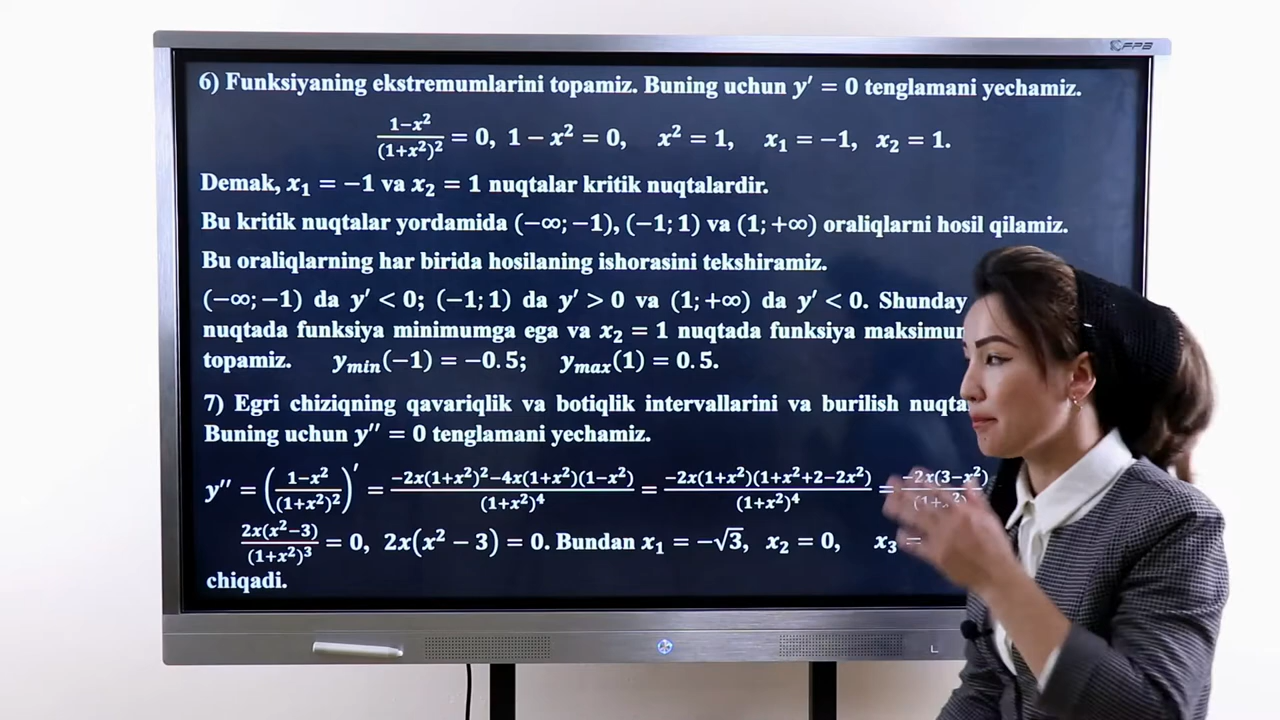 FPB
6) Funksiyaning ekstremumlarini topamiz. Buning uchun y′ = 0 tenglamani yechamiz.
(1−x²)/(1+x²)² = 0, 1 − x² = 0, x² = 1, x₁ = −1, x₂ = 1.
Demak, x₁ = −1 va x₂ = 1 nuqtalar kritik nuqtalardir.
Bu kritik nuqtalar yordamida (−∞; −1), (−1; 1) va (1; +∞) oraliqlarni hosil qilamiz.
Bu oraliqlarning har birida hosilaning ishorasini tekshiramiz.
(−∞; −1) da y′ < 0; (−1; 1) da y′ > 0 va (1; +∞) da y′ < 0. Shunday
nuqtada funksiya minimumga ega va x₂ = 1 nuqtada funksiya
topamiz. yₘᵢₙ(−1) = −0.5; yₘₐₓ(1) = 0.5.
7) Egri chiziqning qavariqlik va botiqlik intervallarini va burilish
Buning uchun y″ = 0 tenglamani yechamiz.
y″ = ((1−x²)/(1+x²)²)′ = (−2x(1+x²)²−4x(1+x²)(1−x²))/(1+x²)⁴ = (−2x(1+x²)(1+x²+2−2x²))/(1+x²)⁴ = −2x(3−x²)
2x(x²−3)/(1+x²)³ = 0, 2x(x² − 3) = 0. Bundan x₁ = −√3, x₂ = 0, x₃ =
chiqadi.